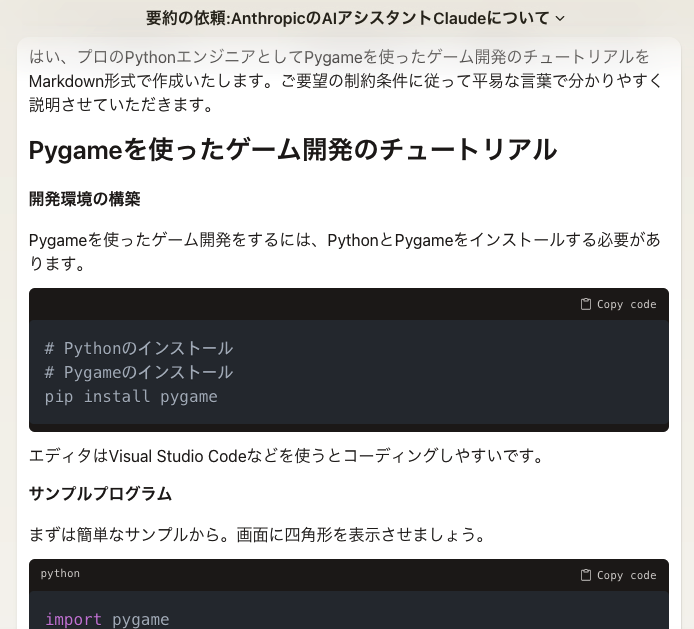 要約の依頼:AnthropicのAIアシスタントClaudeについて
はい、プロのPythonエンジニアとしてPygameを使ったゲーム開発のチュートリアルを
Markdown形式で作成いたします。ご要望の制約条件に従って平易な言葉で分かりやすく
説明させていただきます。
Pygameを使ったゲーム開発のチュートリアル
開発環境の構築
Pygameを使ったゲーム開発をするには、PythonとPygameをインストールする必要があ
ります。
Copy code
# Pythonのインストール
# Pygameのインストール
pip install pygame
エディタはVisual Studio Codeなどを使うとコーディングしやすいです。
サンプルプログラム
まずは簡単なサンプルから。画面に四角形を表示させましょう。
python Copy code
import pygame